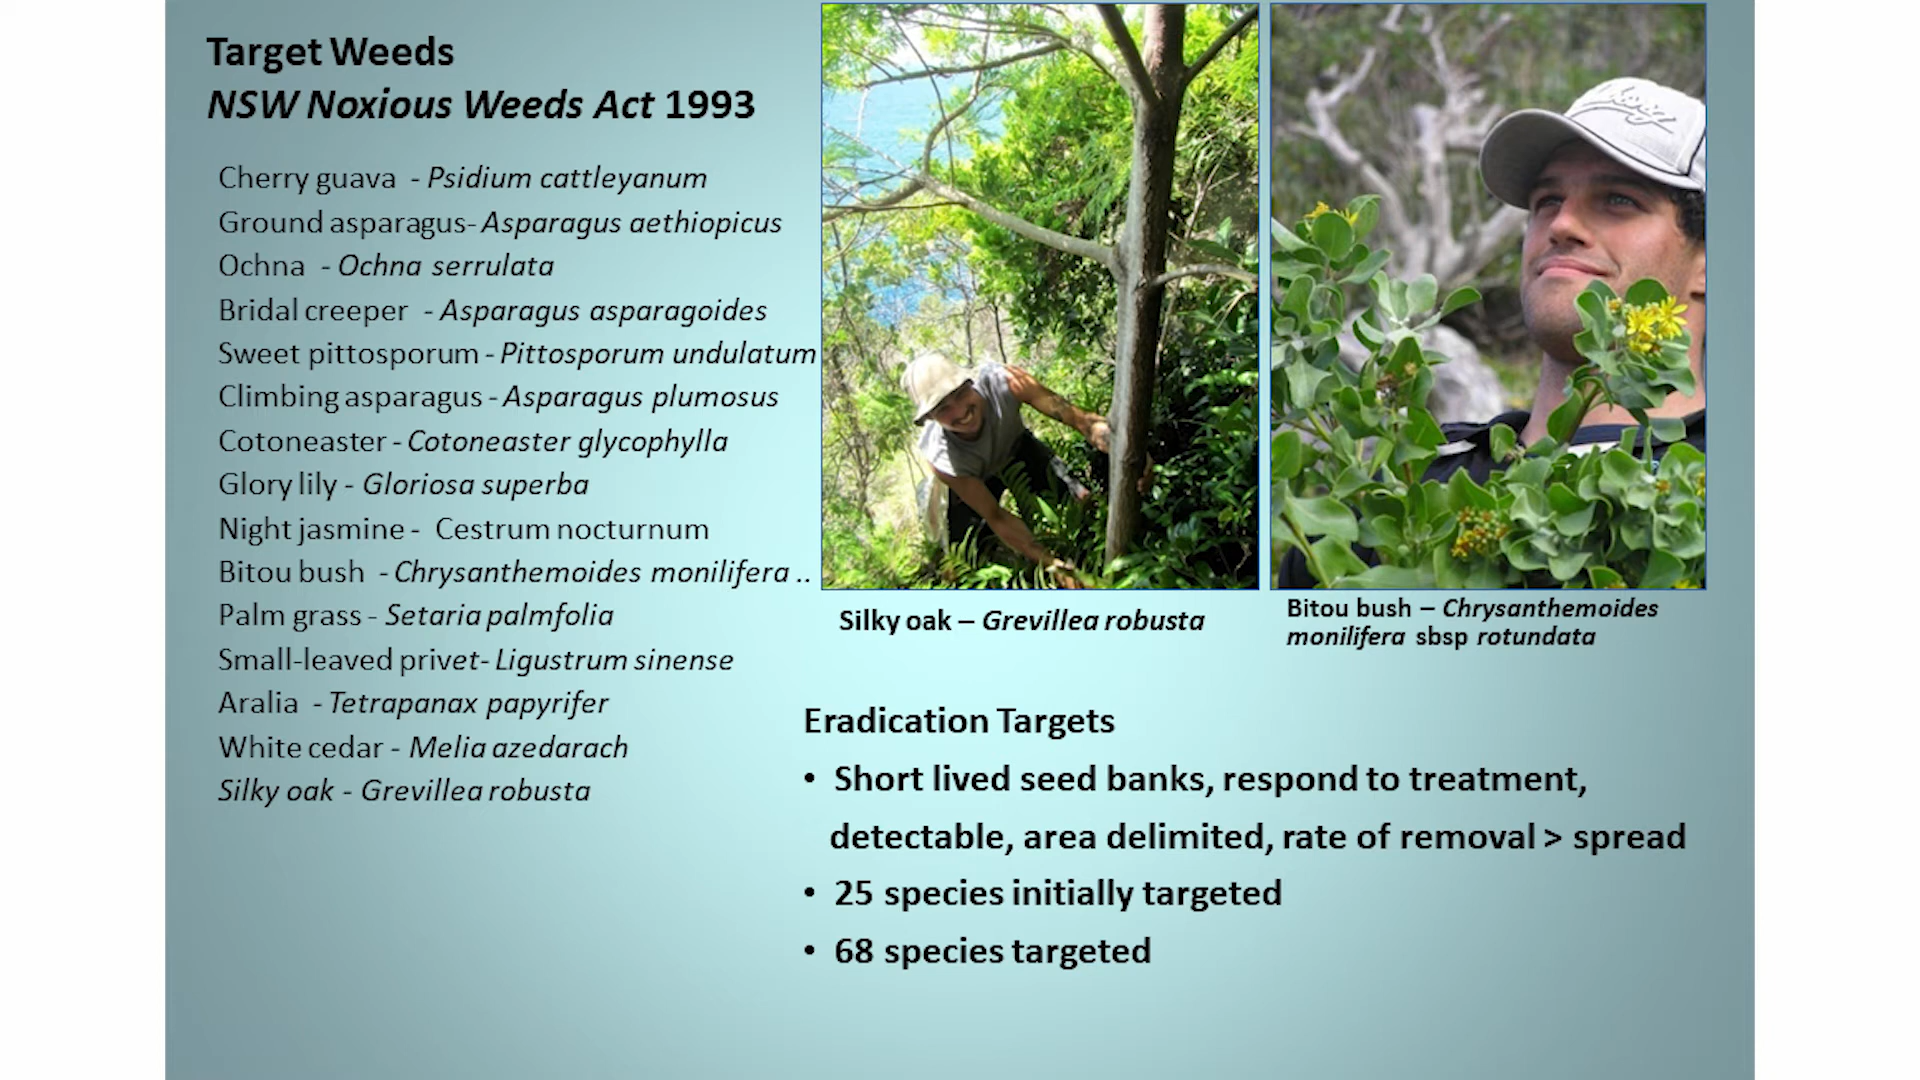 Target Weeds
NSW Noxious Weeds Act 1993
Cherry guava - Psidium cattleyanum
Ground asparagus- Asparagus aethiopicus
Ochna - Ochna serrulata
Bridal creeper - Asparagus asparagoides
Sweet pittosporum - Pittosporum undulatum
Climbing asparagus - Asparagus plumosus
Cotoneaster - Cotoneaster glycophylla
Glory lily - Gloriosa superba
Night jasmine - Cestrum nocturnum
Bitou bush - Chrysanthemoides monilifera ..
Palm grass - Setaria palmfolia
Small-leaved privet- Ligustrum sinense
Aralia - Tetrapanax papyrifer
White cedar - Melia azedarach
Silky oak - Grevillea robusta
Silky oak – Grevillea robusta
Bitou bush – Chrysanthemoides
monilifera sbsp rotundata
Eradication Targets
• Short lived seed banks, respond to treatment,
detectable, area delimited, rate of removal > spread
• 25 species initially targeted
• 68 species targeted